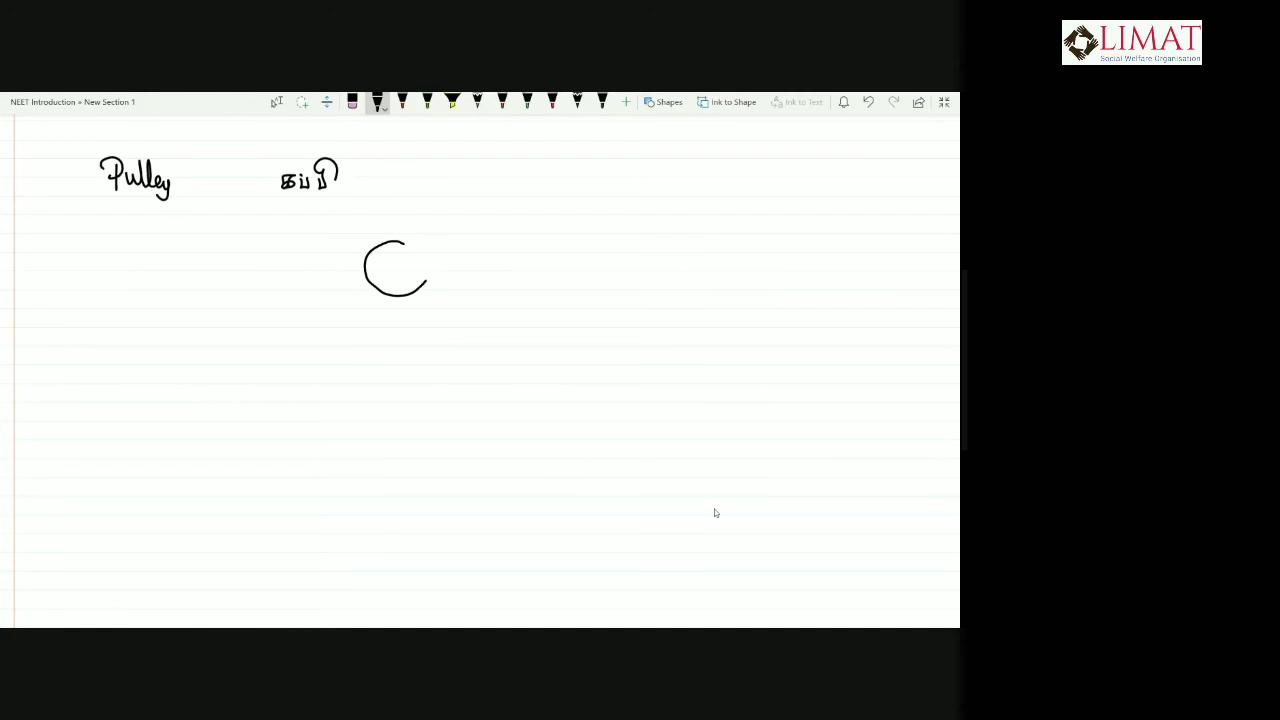 LIMAT
Social Welfare Organisation
NEET Introduction » New Section 1
Shapes
Ink to Shape
Ink to Text
Pulley கப்பி